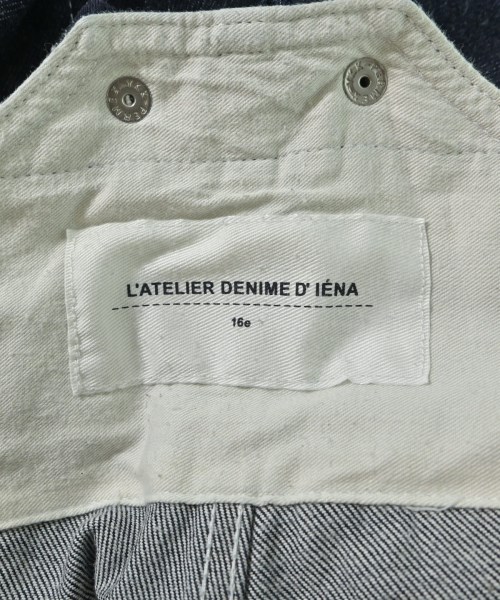 L'ATELIER DENIME D' IÉNA
16e